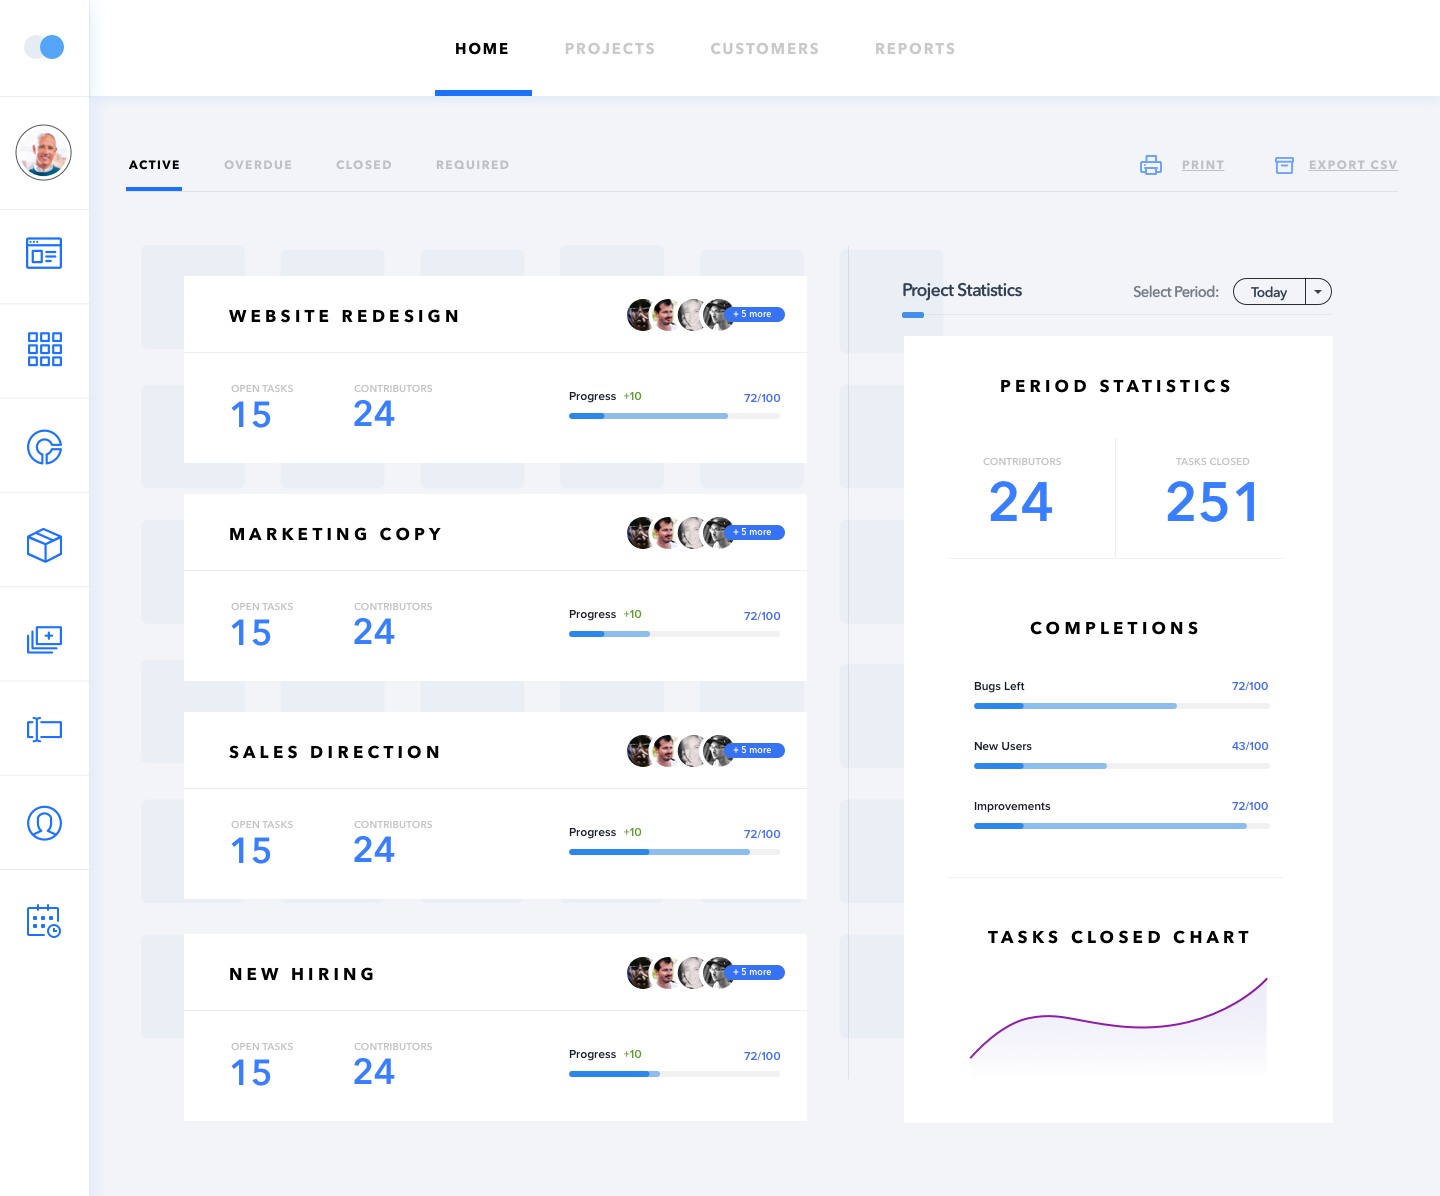 HOME PROJECTS CUSTOMERS REPORTS
ACTIVE OVERDUE CLOSED REQUIRED PRINT EXPORT CSV
WEBSITE REDESIGN + 5 more
OPEN TASKS CONTRIBUTORS
15 24
Progress +10 72/100
MARKETING COPY + 5 more
OPEN TASKS CONTRIBUTORS
15 24
Progress +10 72/100
SALES DIRECTION + 5 more
OPEN TASKS CONTRIBUTORS
15 24
Progress +10 72/100
NEW HIRING + 5 more
OPEN TASKS CONTRIBUTORS
15 24
Progress +10 72/100
Project Statistics Select Period: Today
PERIOD STATISTICS
CONTRIBUTORS TASKS CLOSED
24 251
COMPLETIONS
Bugs Left 72/100
New Users 43/100
Improvements 72/100
TASKS CLOSED CHART